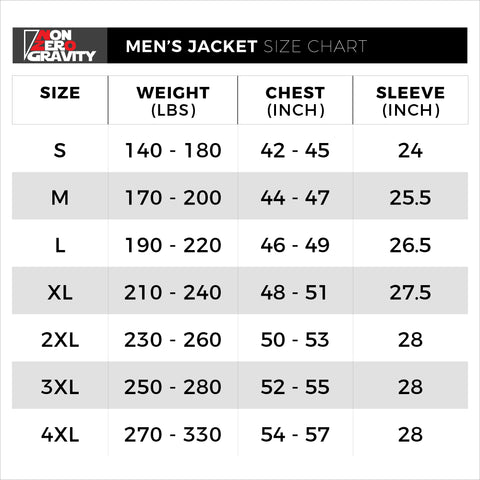 NON
ZERO
GRAVITY
MEN'S JACKET SIZE CHART
SIZE WEIGHT (LBS) CHEST (INCH) SLEEVE (INCH)
S 140 - 180 42 - 45 24
M 170 - 200 44 - 47 25.5
L 190 - 220 46 - 49 26.5
XL 210 - 240 48 - 51 27.5
2XL 230 - 260 50 - 53 28
3XL 250 - 280 52 - 55 28
4XL 270 - 330 54 - 57 28